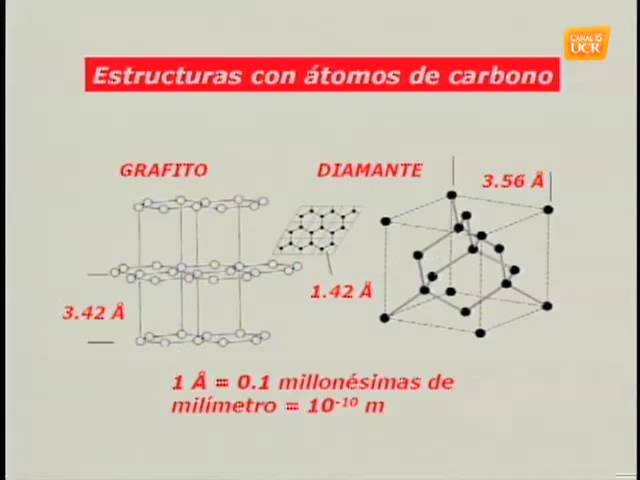 CANAL 15
UCR
Estructuras con átomos de carbono
GRAFITO
DIAMANTE
3.56 Å
1.42 Å
3.42 Å
1 Å = 0.1 millonésimas de
milímetro = 10⁻¹⁰ m